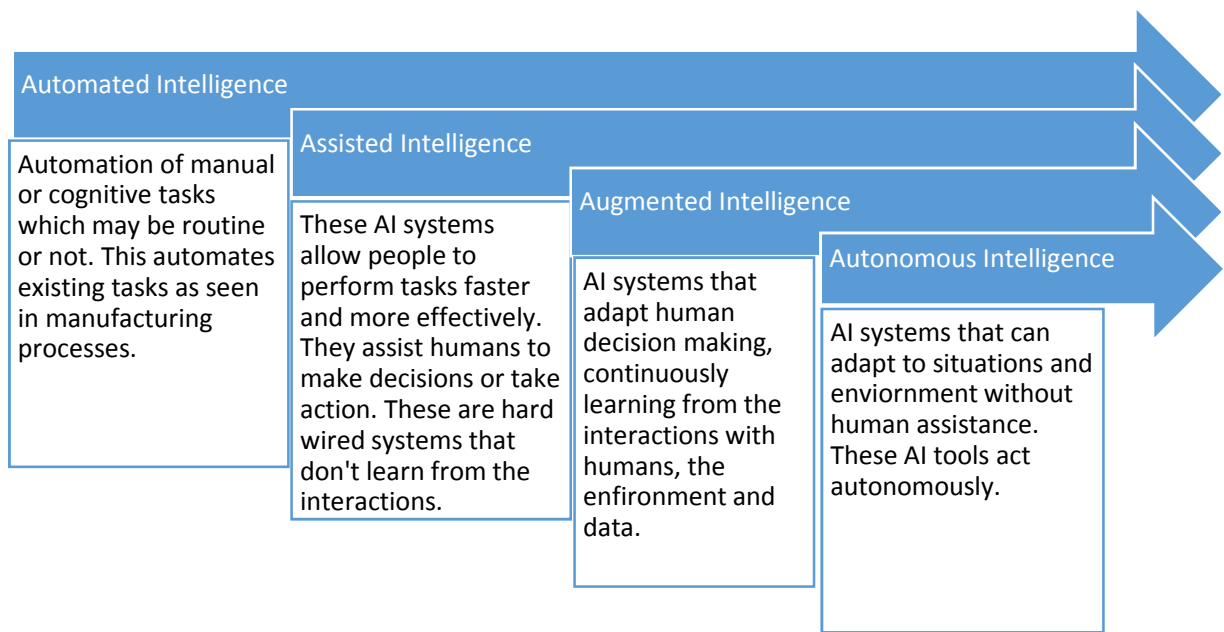 Automated Intelligence
Automation of manual
or cognitive tasks
which may be routine
or not. This automates
existing tasks as seen
in manufacturing
processes.
Assisted Intelligence
These AI systems
allow people to
perform tasks faster
and more effectively.
They assist humans to
make decisions or take
action. These are hard
wired systems that
don't learn from the
interactions.
Augmented Intelligence
AI systems that
adapt human
decision making,
continuously
learning from the
interactions with
humans, the
enfironment and
data.
Autonomous Intelligence
AI systems that can
adapt to situations and
enviornment without
human assistance.
These AI tools act
autonomously.